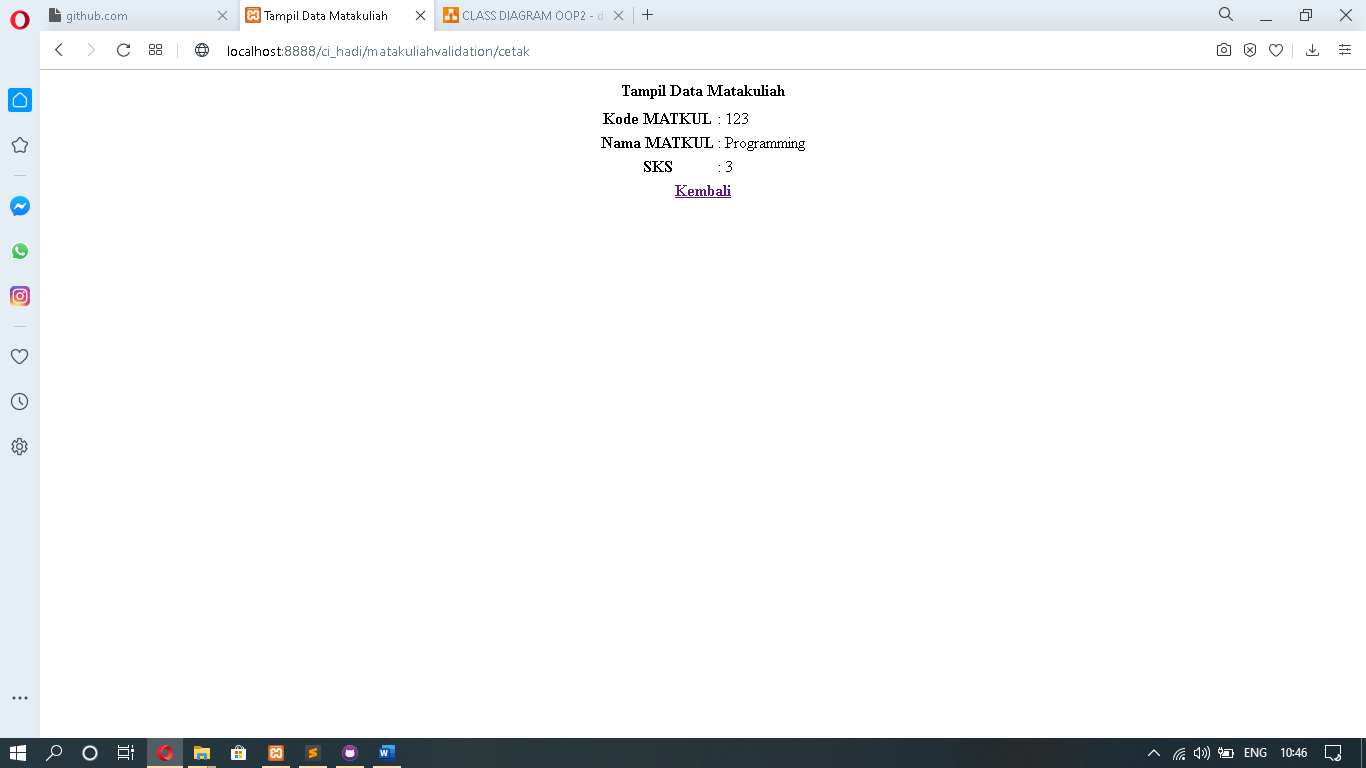 github.com
Tampil Data Matakuliah
CLASS DIAGRAM OOP2 - d
localhost:8888/ci_hadi/matakuliahvalidation/cetak
Tampil Data Matakuliah
Kode MATKUL : 123
Nama MATKUL : Programming
SKS : 3
Kembali
ENG 10:46